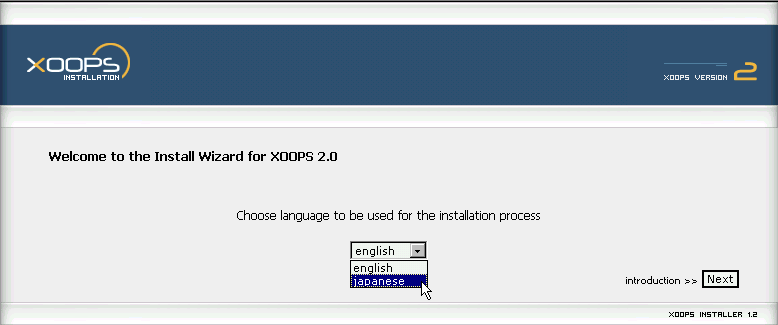 XOOPS
INSTALLATION
XOOPS VERSION 2
Welcome to the Install Wizard for XOOPS 2.0
Choose language to be used for the installation process
english
english
japanese
introduction >> Next
XOOPS INSTALLER 1.2